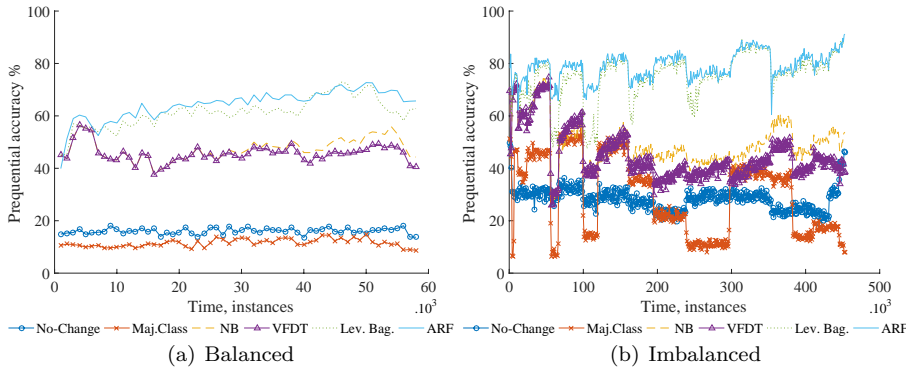 100
80
60
40
20
0
Prequential accuracy %
0 10 20 30 40 50 60
Time, instances
.10³
No-Change Maj.Class NB VFDT Lev. Bag. ARF
(a) Balanced
100
80
60
40
20
0
Prequential accuracy %
0 100 200 300 400 500
Time, instances
.10³
No-Change Maj.Class NB VFDT Lev. Bag. ARF
(b) Imbalanced